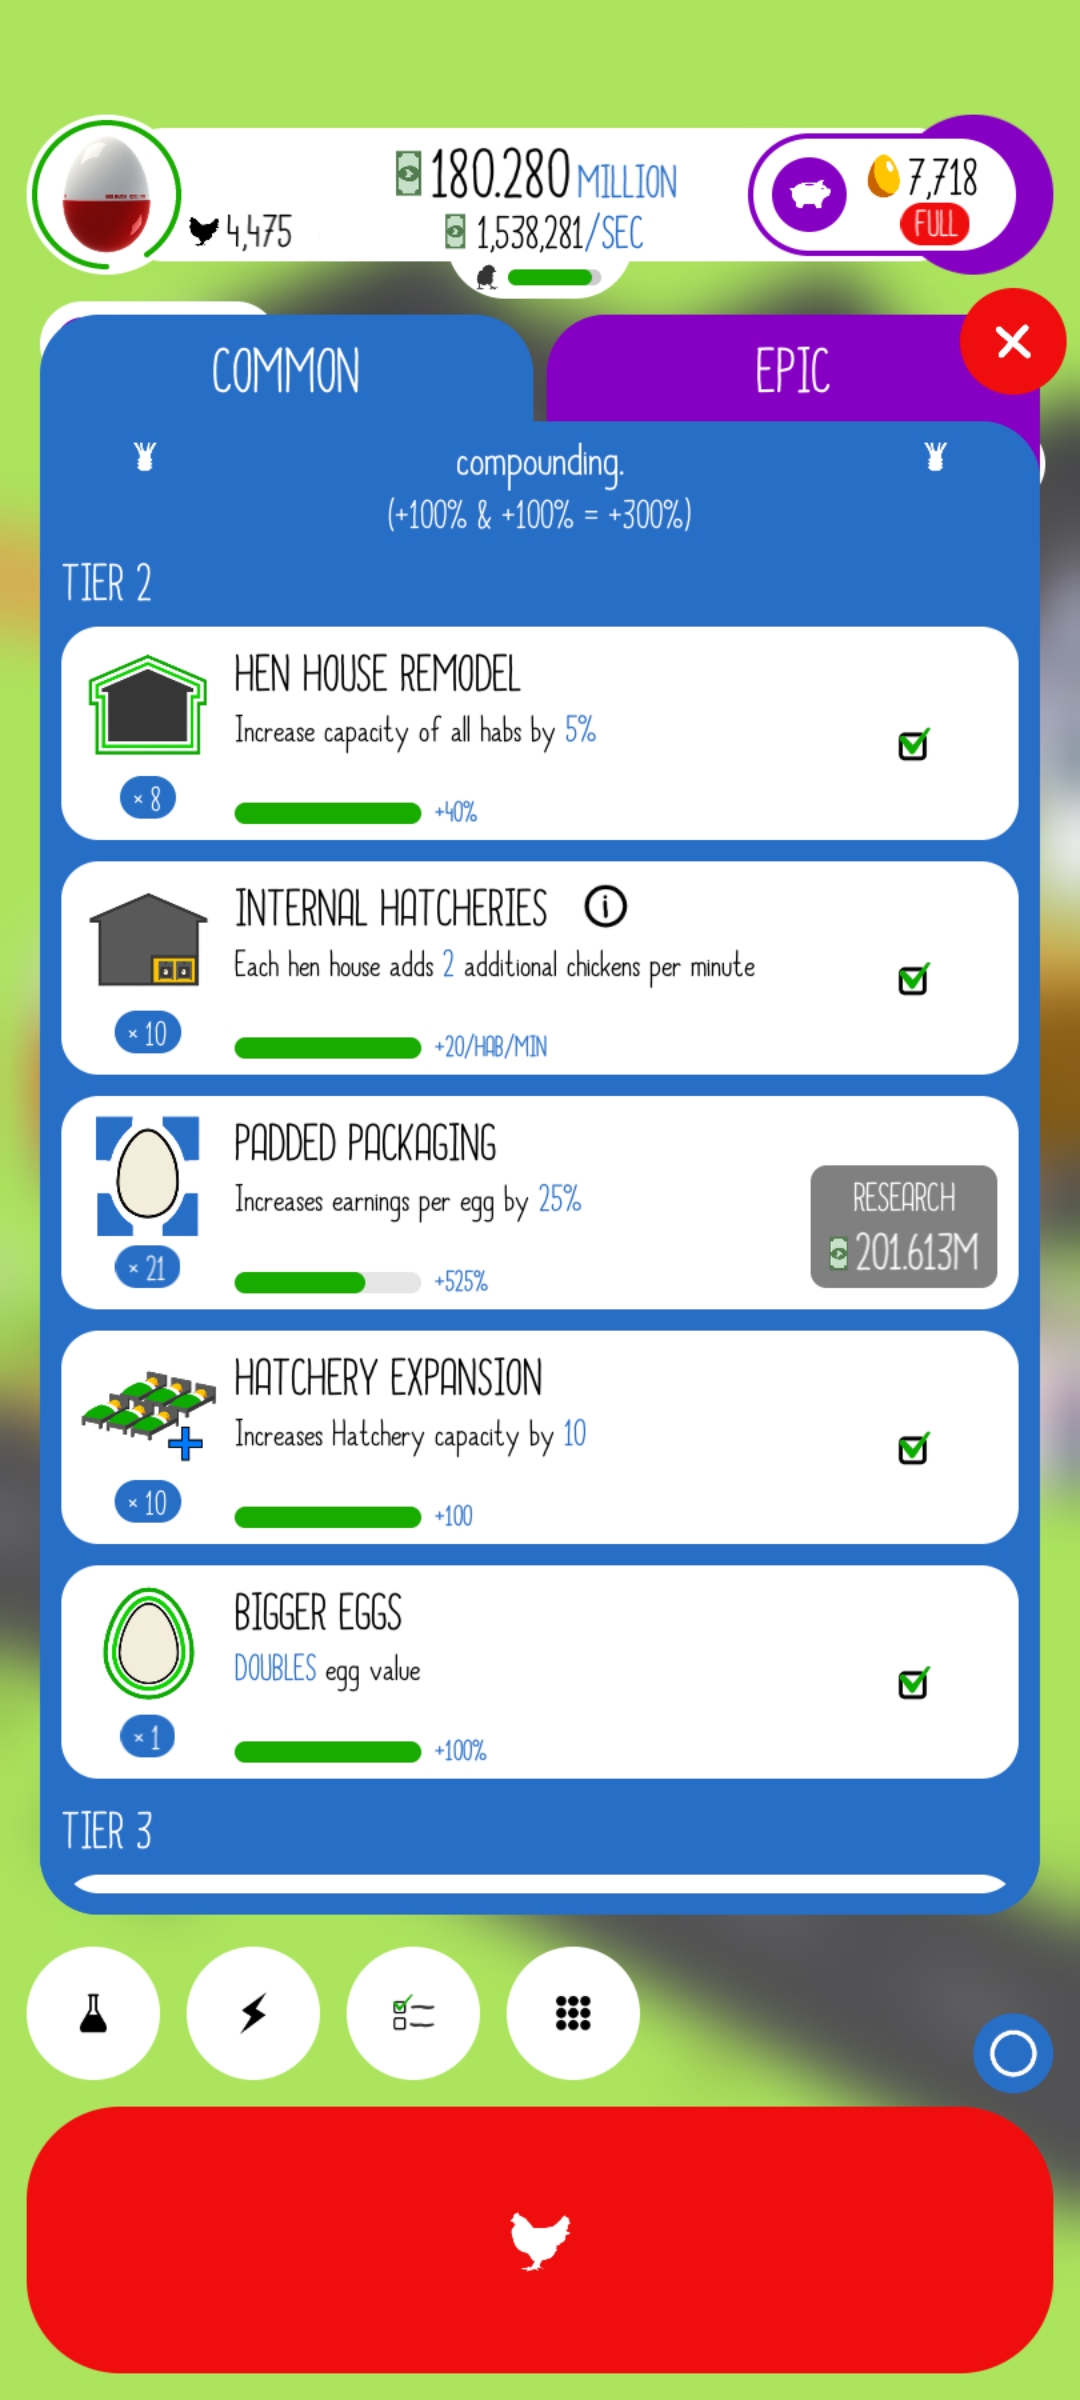 180.280 MILLION
7,718
4,475
1,538,281/SEC
FULL
COMMON
EPIC
compounding.
(+100% & +100% = +300%)
TIER 2
HEN HOUSE REMODEL
Increase capacity of all habs by 5%
× 8
+40%
INTERNAL HATCHERIES
Each hen house adds 2 additional chickens per minute
× 10
+20/HAB/MIN
PADDED PACKAGING
Increases earnings per egg by 25%
RESEARCH
201.613M
× 21
+525%
HATCHERY EXPANSION
Increases Hatchery capacity by 10
× 10
+100
BIGGER EGGS
DOUBLES egg value
× 1
+100%
TIER 3